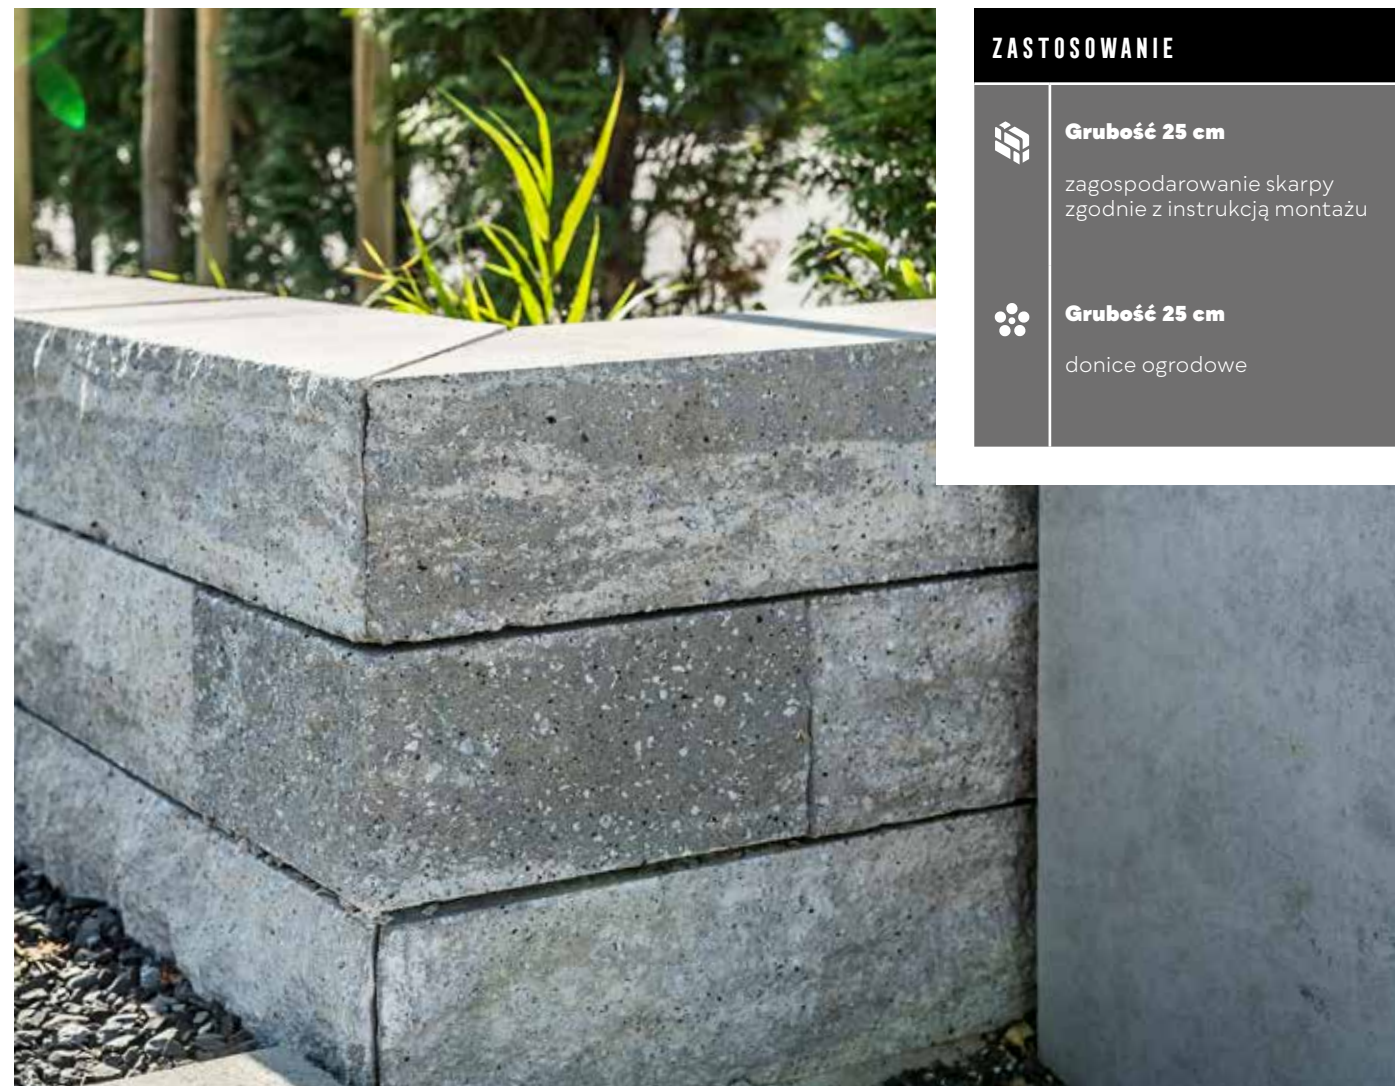 ZASTOSOWANIE
Grubość 25 cm
zagospodarowanie skarpy
zgodnie z instrukcją montażu
Grubość 25 cm
donice ogrodowe